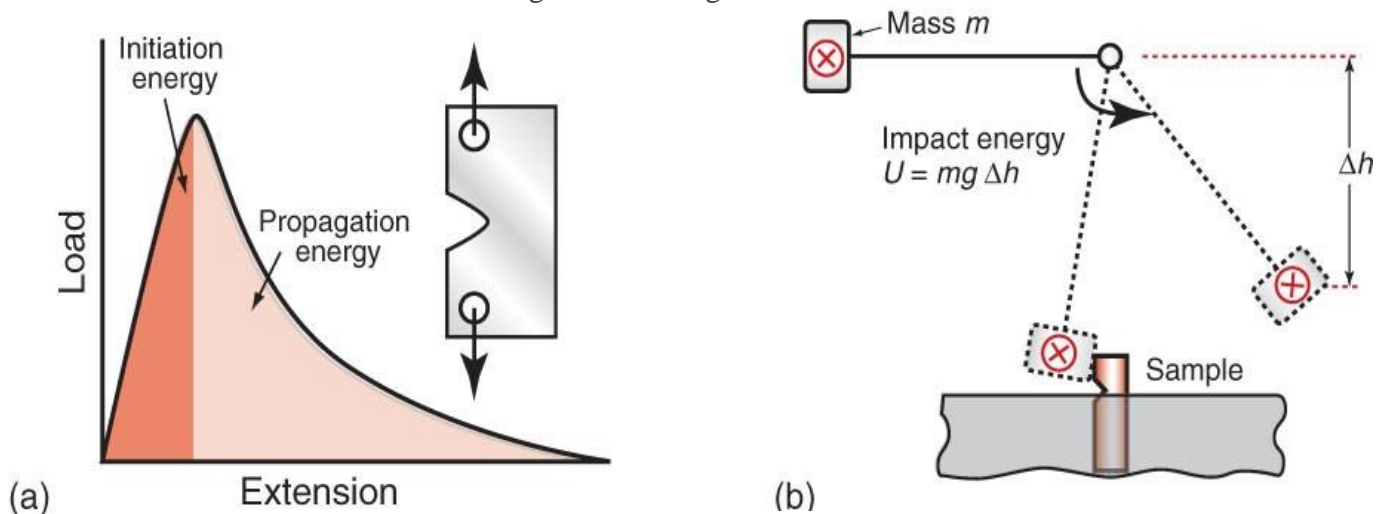 Initiation
energy
Propagation
energy
Load
Extension
(a)
Mass m
Impact energy
U = mg Δh
Δh
Sample
(b)